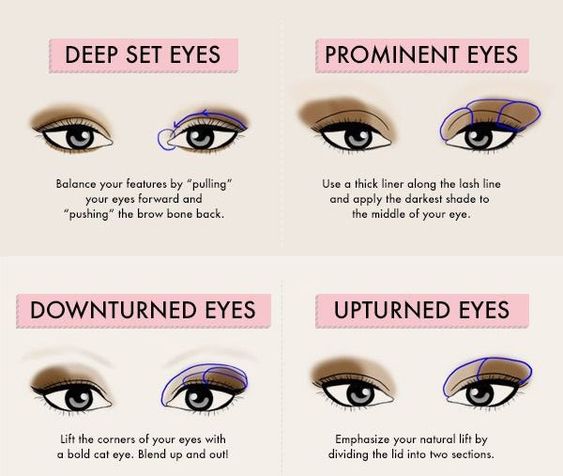 DEEP SET EYES
Balance your features by “pulling”
your eyes forward and
“pushing” the brow bone back.
PROMINENT EYES
Use a thick liner along the lash line
and apply the darkest shade to
the middle of your eye.
DOWNTURNED EYES
Lift the corners of your eyes with
a bold cat eye. Blend up and out!
UPTURNED EYES
Emphasize your natural lift by
dividing the lid into two sections.